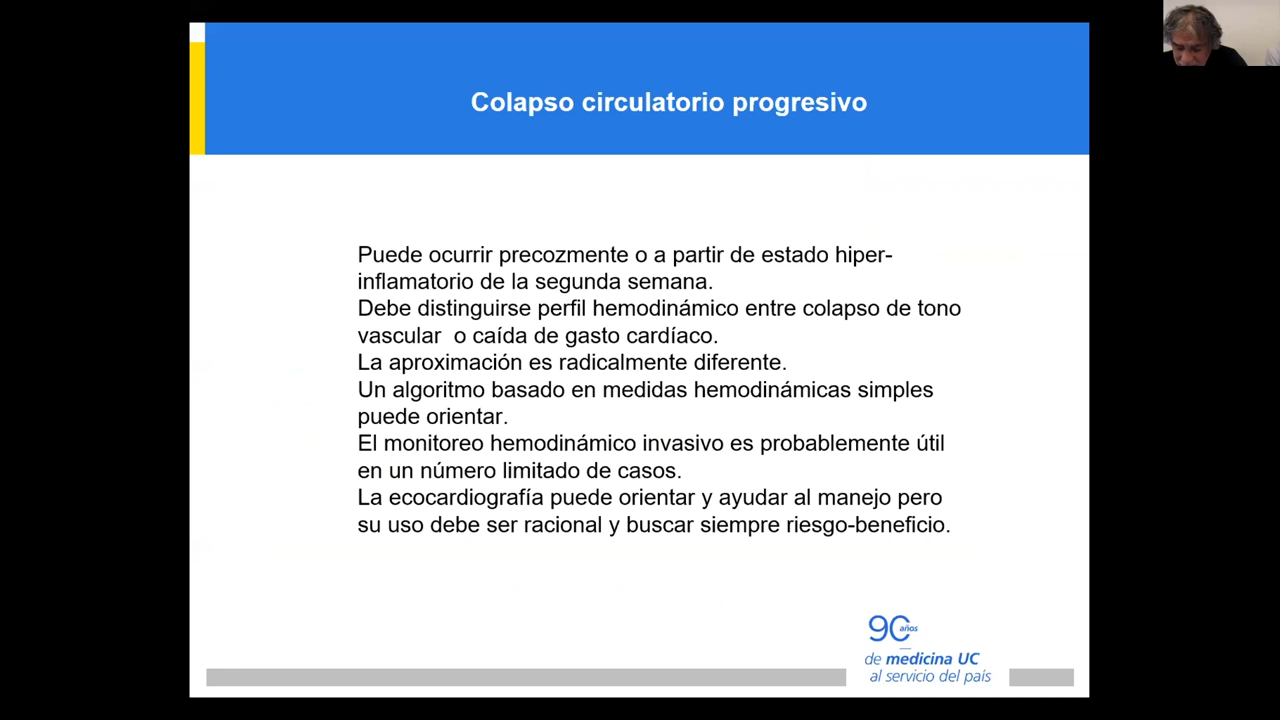 Colapso circulatorio progresivo
Puede ocurrir precozmente o a partir de estado hiper-
inflamatorio de la segunda semana.
Debe distinguirse perfil hemodinámico entre colapso de tono
vascular o caída de gasto cardíaco.
La aproximación es radicalmente diferente.
Un algoritmo basado en medidas hemodinámicas simples
puede orientar.
El monitoreo hemodinámico invasivo es probablemente útil
en un número limitado de casos.
La ecocardiografía puede orientar y ayudar al manejo pero
su uso debe ser racional y buscar siempre riesgo-beneficio.
90 años
de medicina UC
al servicio del país